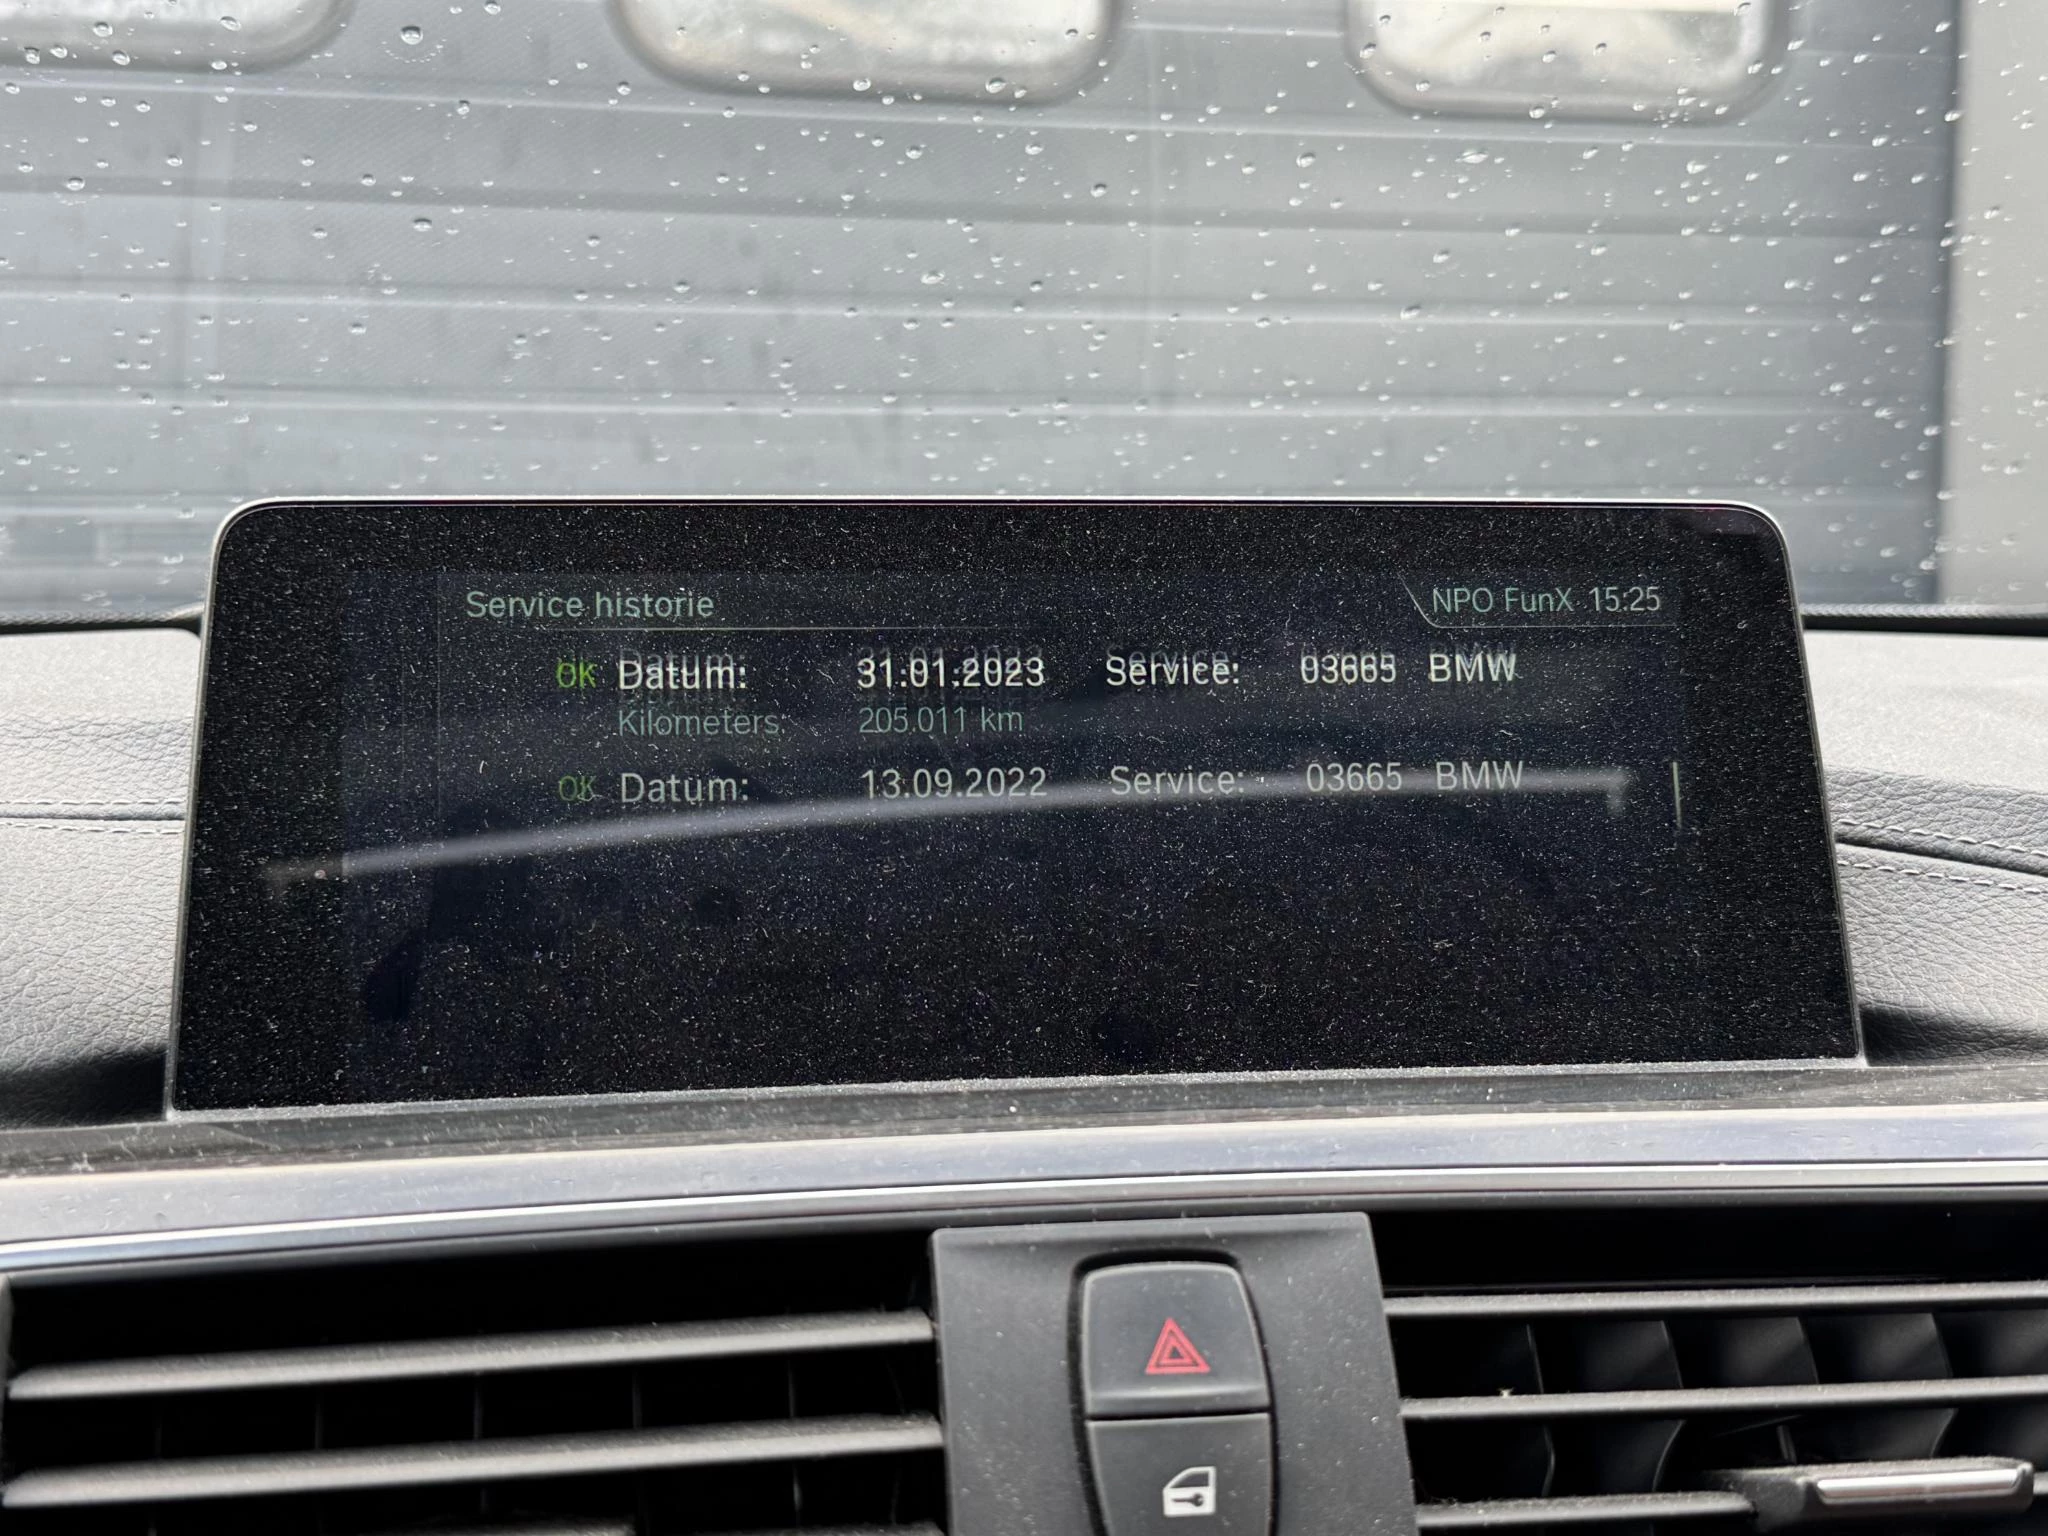 Service historie
NPO FunX 15:25
OK Datum: 31.01.2023 Service: 03665 BMW
Kilometers: 205.011 km
OK Datum: 13.09.2022 Service: 03665 BMW